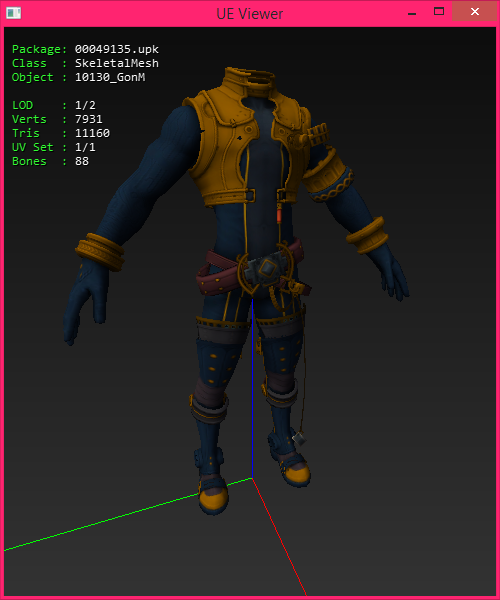 UE Viewer
Package: 00049135.upk
Class : SkeletalMesh
Object : 10130_GonM
LOD : 1/2
Verts : 7931
Tris : 11160
UV Set : 1/1
Bones : 88